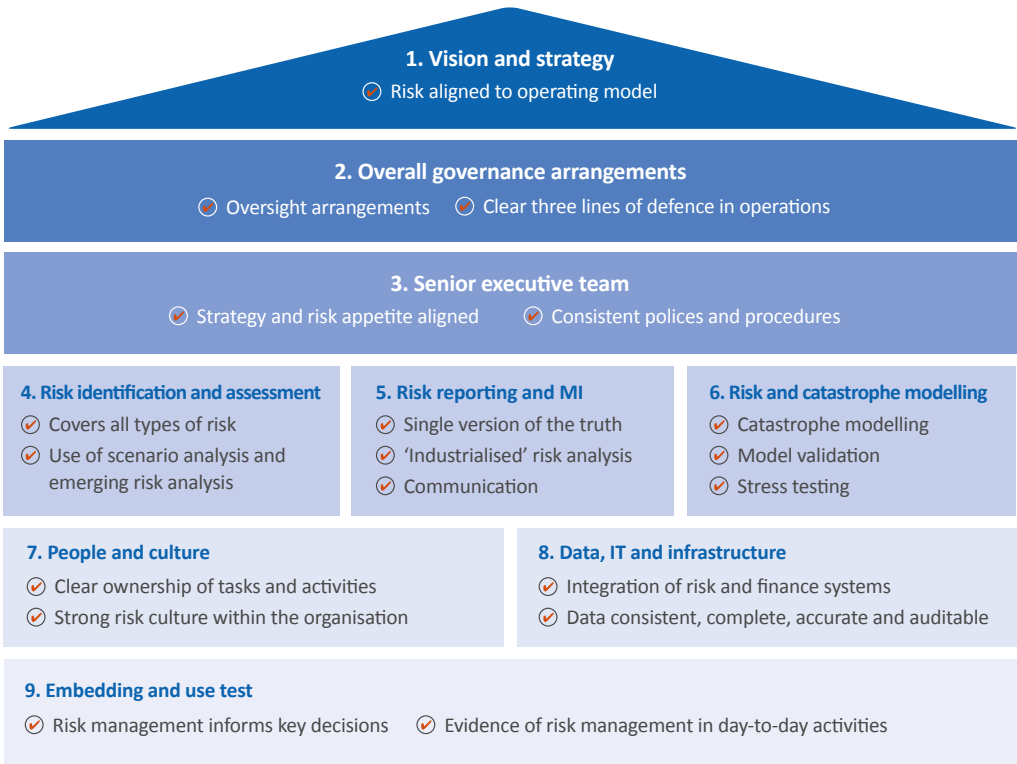 1. Vision and strategy
Risk aligned to operating model
2. Overall governance arrangements
Oversight arrangements
Clear three lines of defence in operations
3. Senior executive team
Strategy and risk appetite aligned
Consistent polices and procedures
4. Risk identification and assessment
Covers all types of risk
Use of scenario analysis and
emerging risk analysis
5. Risk reporting and MI
Single version of the truth
‘Industrialised’ risk analysis
Communication
6. Risk and catastrophe modelling
Catastrophe modelling
Model validation
Stress testing
7. People and culture
Clear ownership of tasks and activities
Strong risk culture within the organisation
8. Data, IT and infrastructure
Integration of risk and finance systems
Data consistent, complete, accurate and auditable
9. Embedding and use test
Risk management informs key decisions
Evidence of risk management in day-to-day activities